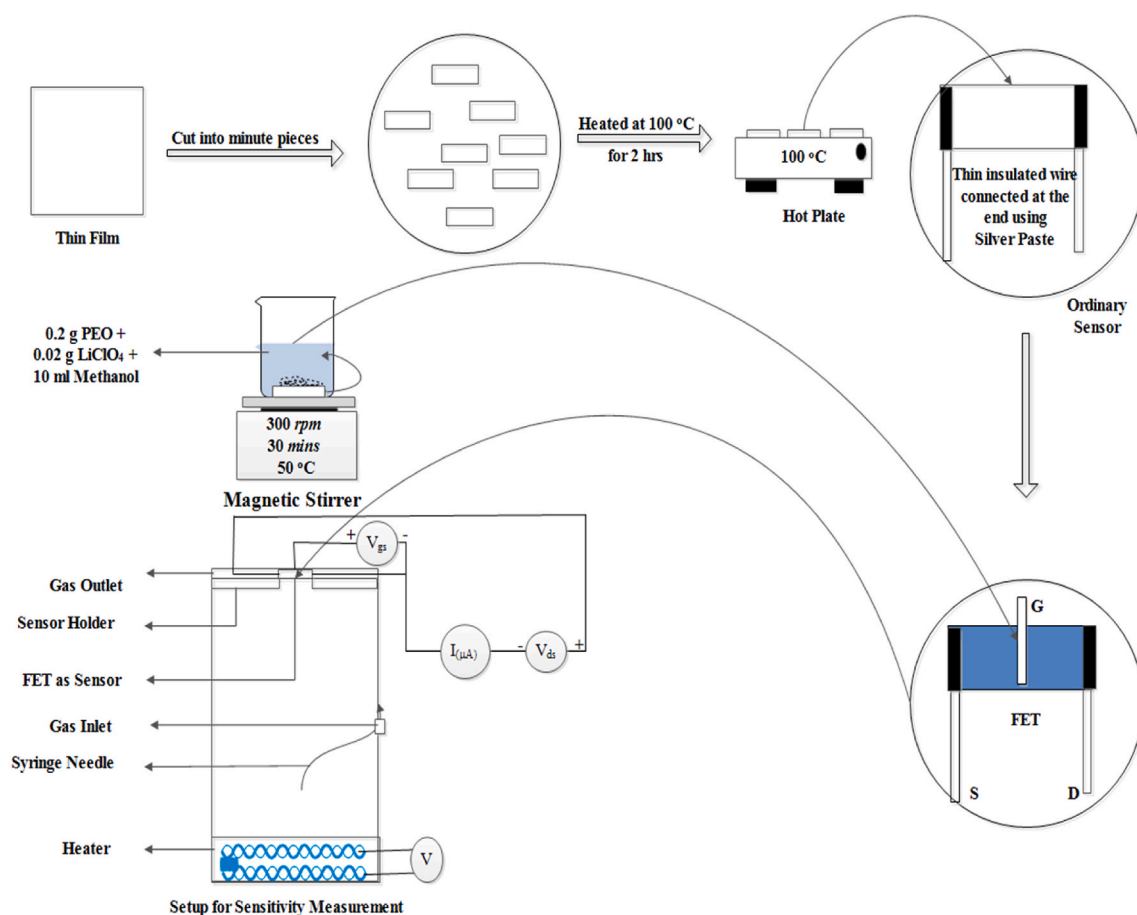 Thin Film
Cut into minute pieces
Heated at 100 °C
for 2 hrs
100 °C
Hot Plate
Thin insulated wire
connected at the
end using
Silver Paste
Ordinary
Sensor
0.2 g PEO +
0.02 g LiClO₄ +
10 ml Methanol
300 rpm
30 mins
50 °C
Magnetic Stirrer
+
Vgs
-
Gas Outlet
Sensor Holder
FET as Sensor
Gas Inlet
Syringe Needle
Heater
I(µA)
-
Vds
+
V
Setup for Sensitivity Measurement
G
FET
S
D